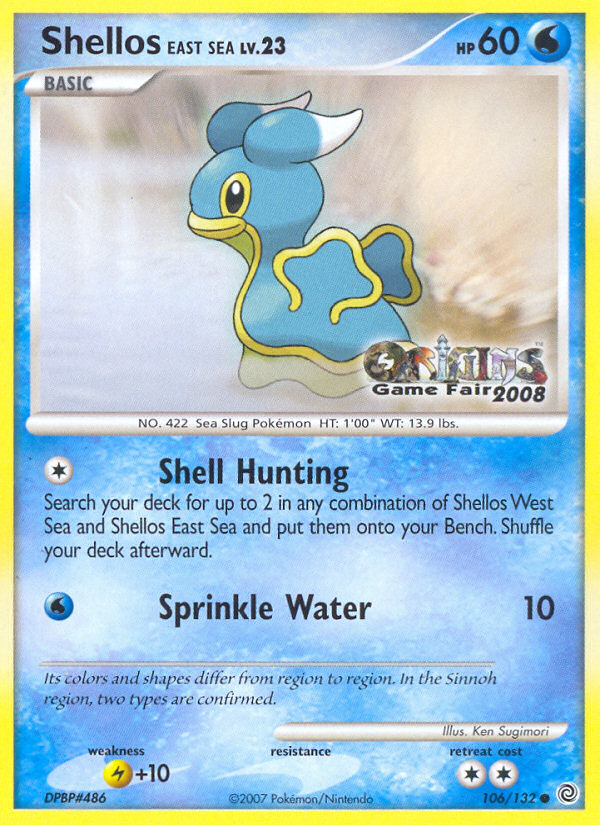 Shellos EAST SEA LV.23 HP 60
BASIC
ORIGINS TM
Game Fair 2008
NO. 422 Sea Slug Pokémon HT: 1'00" WT: 13.9 lbs.
Shell Hunting
Search your deck for up to 2 in any combination of Shellos West
Sea and Shellos East Sea and put them onto your Bench. Shuffle
your deck afterward.
Sprinkle Water 10
Its colors and shapes differ from region to region. In the Sinnoh
region, two types are confirmed.
Illus. Ken Sugimori
weakness resistance retreat cost
+10
DPBP#486 ©2007 Pokémon/Nintendo 106/132